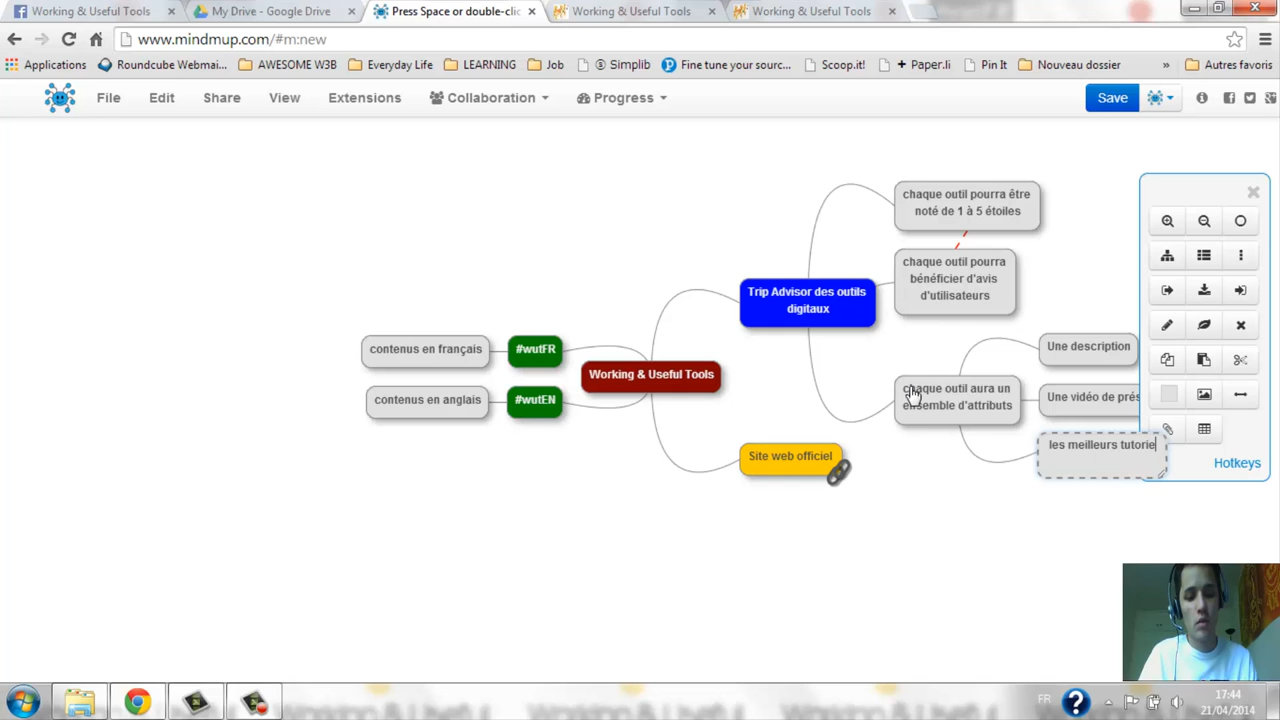 Working & Useful Tools
My Drive - Google Drive
Press Space or double-clic
Working & Useful Tools
Working & Useful Tools
www.mindmup.com/#m:new
Applications
Roundcube Webmai...
AWESOME W3B
Everyday Life
LEARNING
Job
③ Simplib
Fine tune your sourc...
Scoop.it!
+ Paper.li
Pin It
Nouveau dossier
»
Autres favoris
File
Edit
Share
View
Extensions
Collaboration
Progress
Save
chaque outil pourra être
noté de 1 à 5 étoiles
chaque outil pourra
bénéficier d'avis
d'utilisateurs
Trip Advisor des outils
digitaux
contenus en français
#wutFR
Une description
Working & Useful Tools
contenus en anglais
#wutEN
chaque outil aura un
ensemble d'attributs
Une vidéo de prés
les meilleurs tutorie
Site web officiel
Hotkeys
FR
17:44
21/04/2014